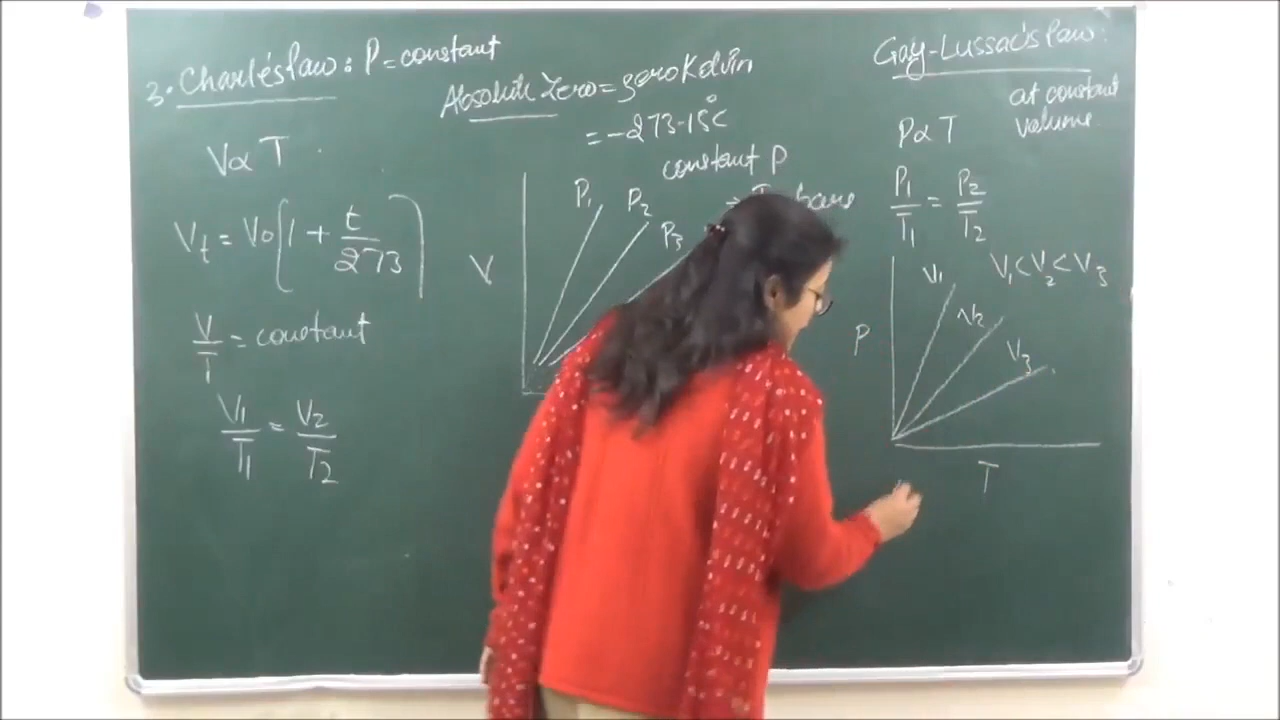 3. Charle's law: P = constant
V ∝ T
Vt = V0 [1 + t/273]
V/T = constant
V1/T1 = V2/T2
Absolute Zero = zero Kelvin
= -273.15°C
constant P
P1
P2
P3
V
Gay-Lussac's law:
at constant
volume
P ∝ T
P1/T1 = P2/T2
V1 < V2 < V3
V1
V2
V3
P
T